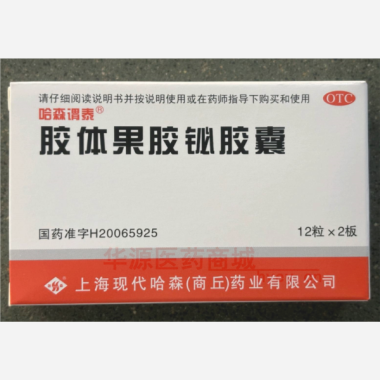 请仔细阅读说明书并按说明使用或在药师指导下购买和使用
OTC
哈森谓泰®
胶体果胶铋胶囊
国药准字H20065925
12粒×2板
华源医药商城
上海现代哈森(商丘)药业有限公司